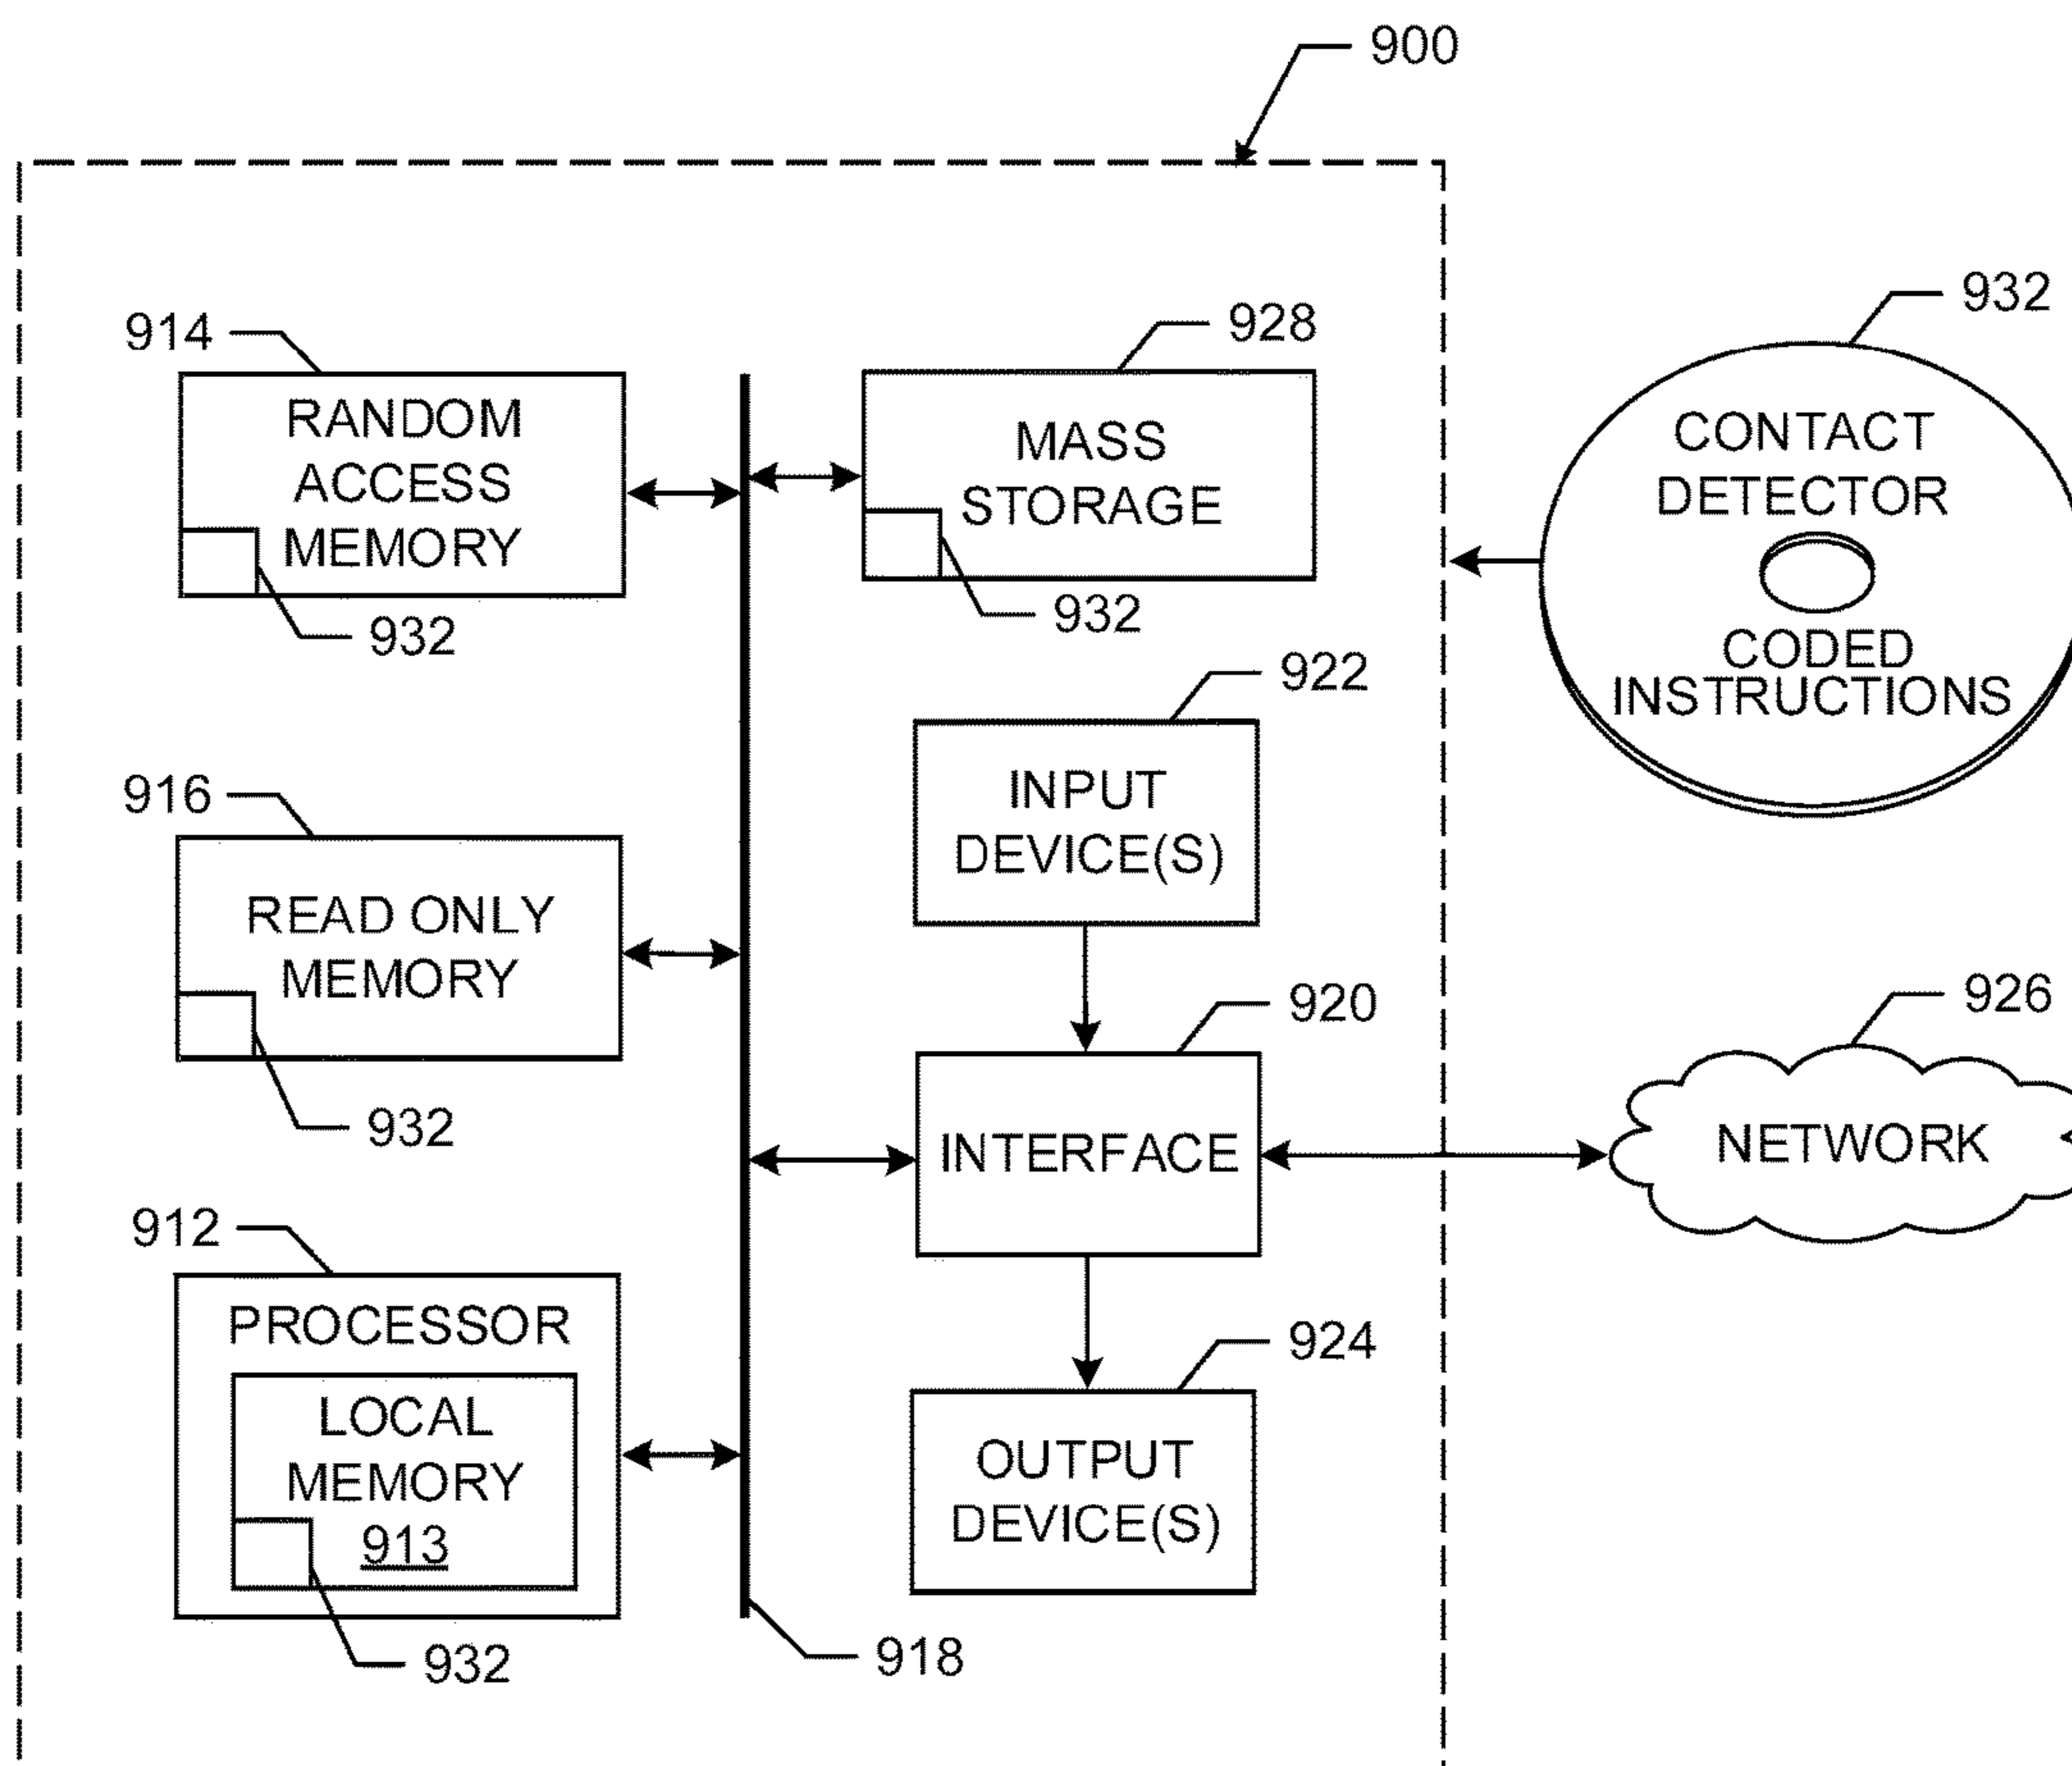 900
914
RANDOM
ACCESS
MEMORY
932
928
MASS
STORAGE
932
932
CONTACT
DETECTOR
CODED
INSTRUCTIONS
922
INPUT
DEVICE(S)
916
READ ONLY
MEMORY
932
920
INTERFACE
926
NETWORK
912
PROCESSOR
LOCAL
MEMORY
913
932
924
OUTPUT
DEVICE(S)
918